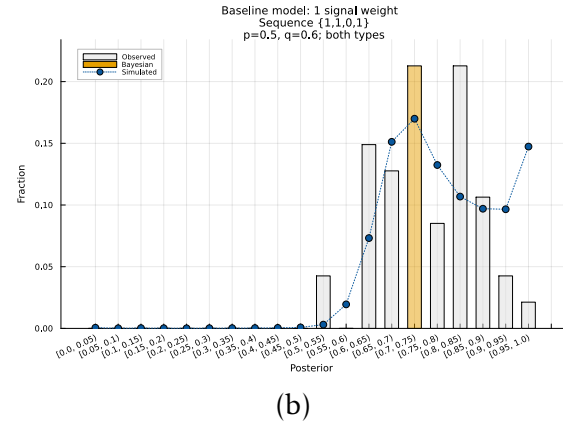 Baseline model: 1 signal weight
Sequence {1,1,0,1}
p=0.5, q=0.6; both types
Observed
Bayesian
Simulated
Fraction
0.20
0.15
0.10
0.05
0.00
[0.0, 0.05)
[0.05, 0.1)
[0.1, 0.15)
[0.15, 0.2)
[0.2, 0.25)
[0.25, 0.3)
[0.3, 0.35)
[0.35, 0.4)
[0.4, 0.45)
[0.45, 0.5)
[0.5, 0.55)
[0.55, 0.6)
[0.6, 0.65)
[0.65, 0.7)
[0.7, 0.75)
[0.75, 0.8)
[0.8, 0.85)
[0.85, 0.9)
[0.9, 0.95)
[0.95, 1.0)
Posterior
(b)